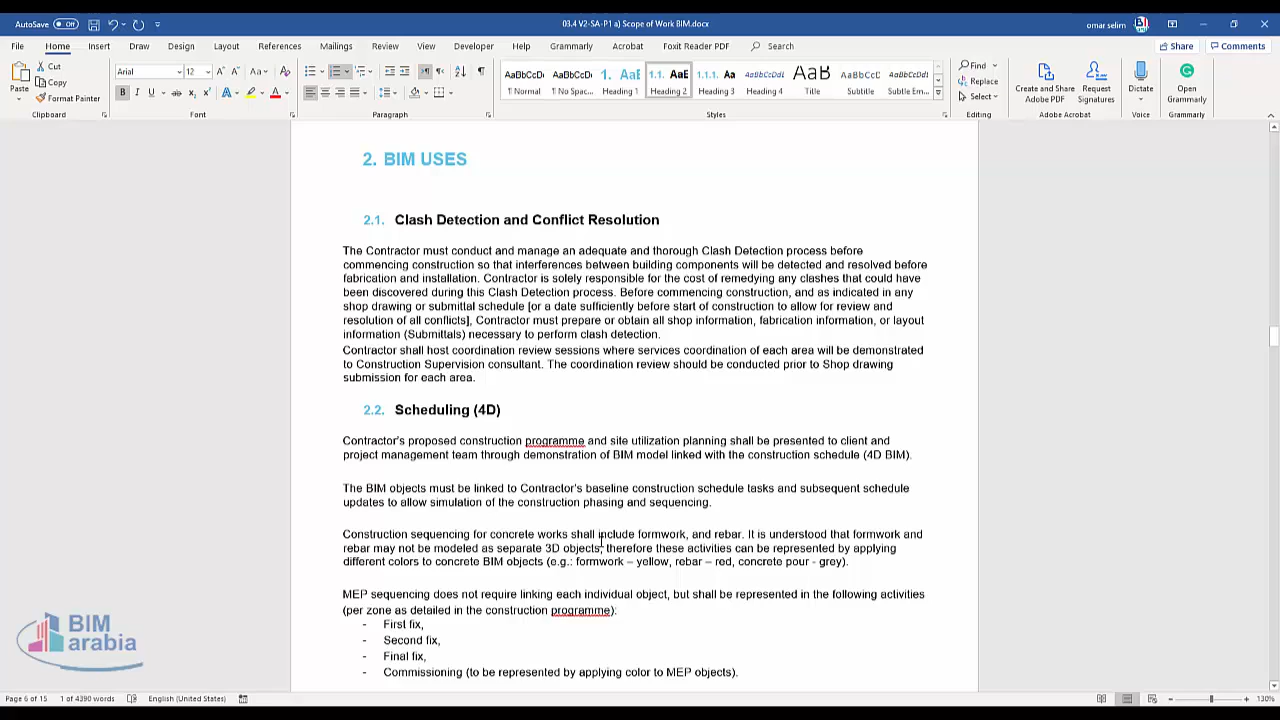 AutoSave Off
03.4 V2-SA-P1 a) Scope of Work BIM.docx
omar selim
File Home Insert Draw Design Layout References Mailings Review View Developer Help Grammarly Acrobat Foxit Reader PDF Search
Share Comments
Paste
Cut
Copy
Format Painter
Clipboard
Arial 12
Font
Paragraph
AaBbCcDc AaBbCcDc 1. AaB 1.1. AaB 1.1.1. Aa AaBbCcDd AaB AaBbCcD AaBbCcDd
¶ Normal ¶ No Spac... Heading 1 Heading 2 Heading 3 Heading 4 Title Subtitle Subtle Em...
Styles
Find
Replace
Select
Editing
Create and Share Adobe PDF
Request Signatures
Adobe Acrobat
Dictate
Voice
Open Grammarly
Grammarly
2. BIM USES
2.1. Clash Detection and Conflict Resolution
The Contractor must conduct and manage an adequate and thorough Clash Detection process before
commencing construction so that interferences between building components will be detected and resolved before
fabrication and installation. Contractor is solely responsible for the cost of remedying any clashes that could have
been discovered during this Clash Detection process. Before commencing construction, and as indicated in any
shop drawing or submittal schedule [or a date sufficiently before start of construction to allow for review and
resolution of all conflicts], Contractor must prepare or obtain all shop information, fabrication information, or layout
information (Submittals) necessary to perform clash detection.
Contractor shall host coordination review sessions where services coordination of each area will be demonstrated
to Construction Supervision consultant. The coordination review should be conducted prior to Shop drawing
submission for each area.
2.2. Scheduling (4D)
Contractor's proposed construction programme and site utilization planning shall be presented to client and
project management team through demonstration of BIM model linked with the construction schedule (4D BIM).
The BIM objects must be linked to Contractor's baseline construction schedule tasks and subsequent schedule
updates to allow simulation of the construction phasing and sequencing.
Construction sequencing for concrete works shall include formwork, and rebar. It is understood that formwork and
rebar may not be modeled as separate 3D objects, therefore these activities can be represented by applying
different colors to concrete BIM objects (e.g.: formwork – yellow, rebar – red, concrete pour - grey).
MEP sequencing does not require linking each individual object, but shall be represented in the following activities
(per zone as detailed in the construction programme):
- First fix,
- Second fix,
- Final fix,
- Commissioning (to be represented by applying color to MEP objects).
BIM
arabia
Page 6 of 15 1 of 4390 words English (United States) 130%